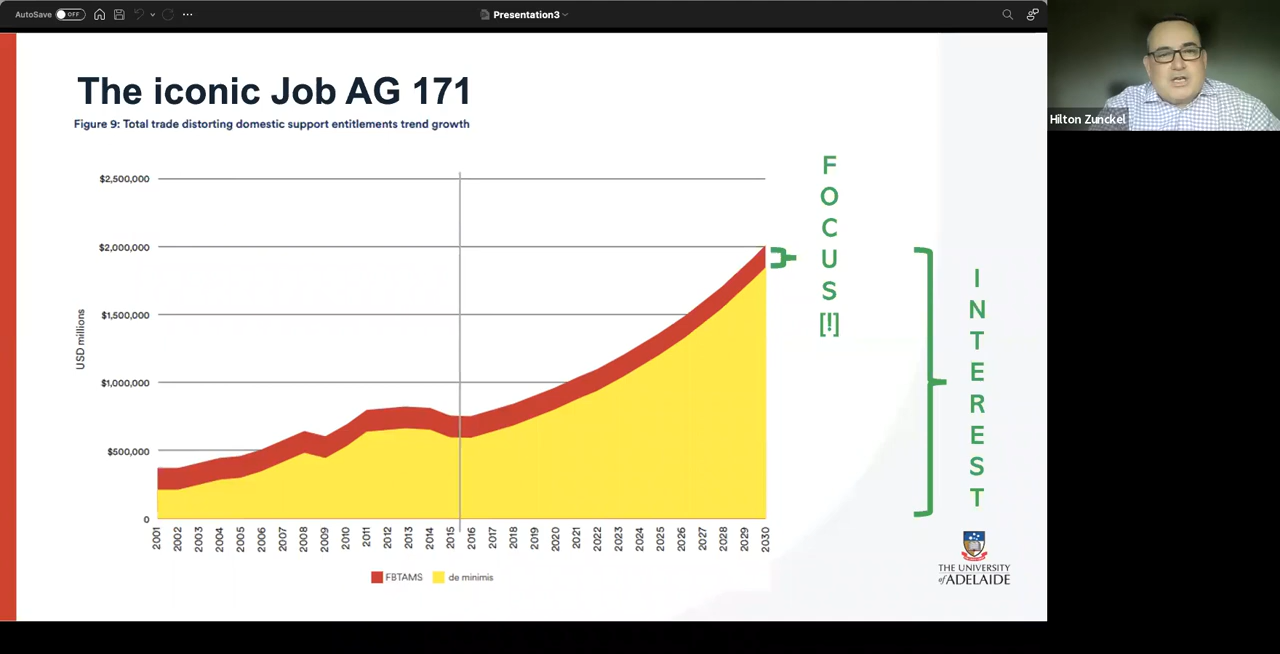 AutoSave OFF
Presentation3
Hilton Zunckel
The iconic Job AG 171
Figure 9: Total trade distorting domestic support entitlements trend growth
USD millions
$2,500,000
$2,000,000
$1,500,000
$1,000,000
$500,000
0
2001 2002 2003 2004 2005 2006 2007 2008 2009 2010 2011 2012 2013 2014 2015 2016 2017 2018 2019 2020 2021 2022 2023 2024 2025 2026 2027 2028 2029 2030
FBTAMS de minimis
F
O
C
U
S
[!]
I
N
T
E
R
E
S
T
THE UNIVERSITY
of ADELAIDE